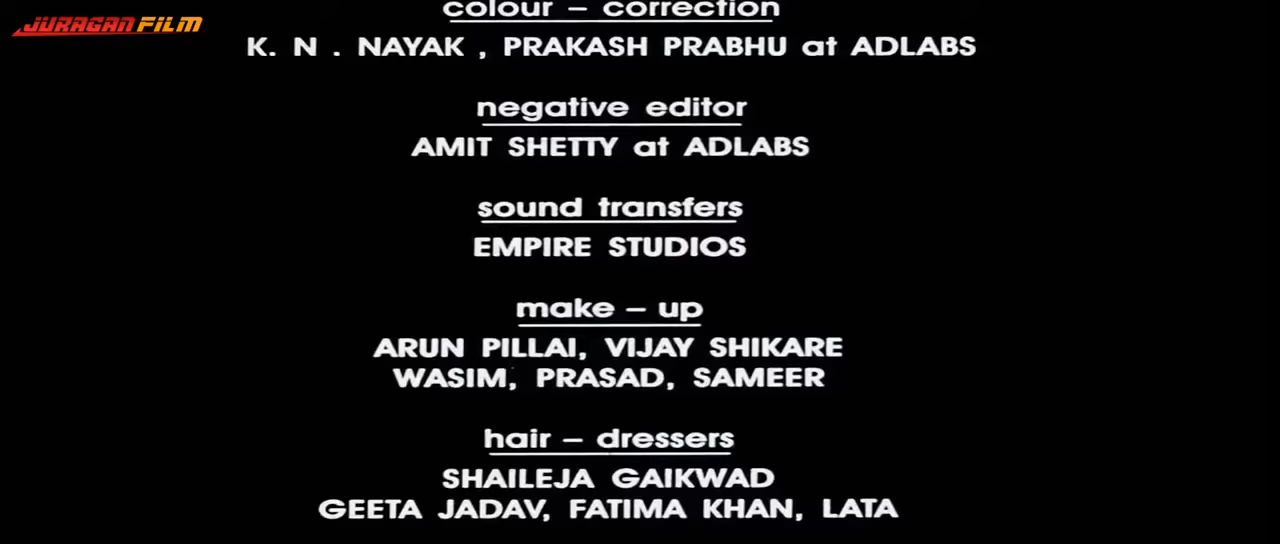 JURAGAN FILM
colour – correction
K. N . NAYAK , PRAKASH PRABHU at ADLABS
negative editor
AMIT SHETTY at ADLABS
sound transfers
EMPIRE STUDIOS
make – up
ARUN PILLAI, VIJAY SHIKARE
WASIM, PRASAD, SAMEER
hair – dressers
SHAILEJA GAIKWAD
GEETA JADAV, FATIMA KHAN, LATA